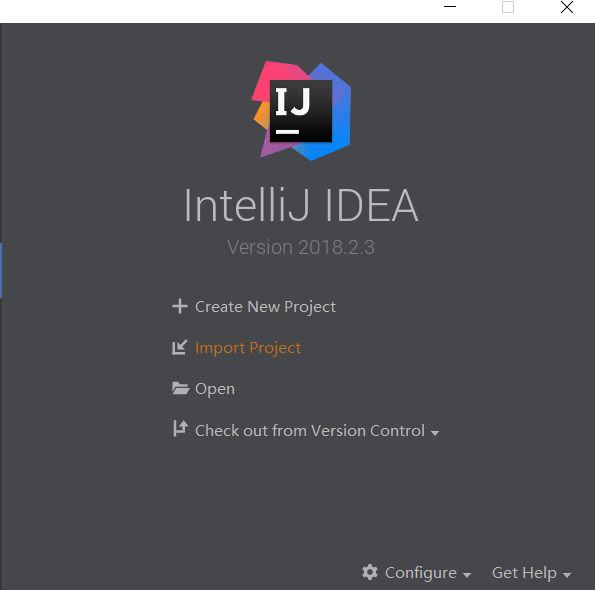 IJ
IntelliJ IDEA
Version 2018.2.3
Create New Project
Import Project
Open
Check out from Version Control
Configure Get Help